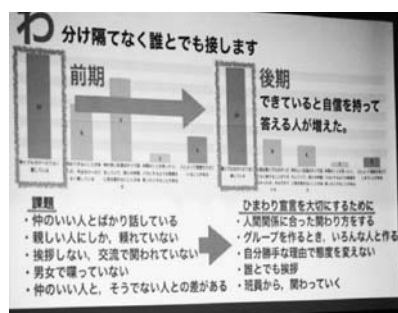 わ 分け隔てなく誰とでも接します
前期
後期
できていると自信を持って
答える人が増えた。
課題
・仲のいい人とばかり話している
・親しい人にしか、頼れていない
・挨拶しない、交流で関われていない
・男女で喋っていない
・仲のいい人と、そうでない人との差がある
ひまわり宣言を大切にするために
・人間関係に合った関わり方をする
・グループを作るとき、いろんな人と作る
・自分勝手な理由で態度を変えない
・誰とでも挨拶
・班員から、関わっていく